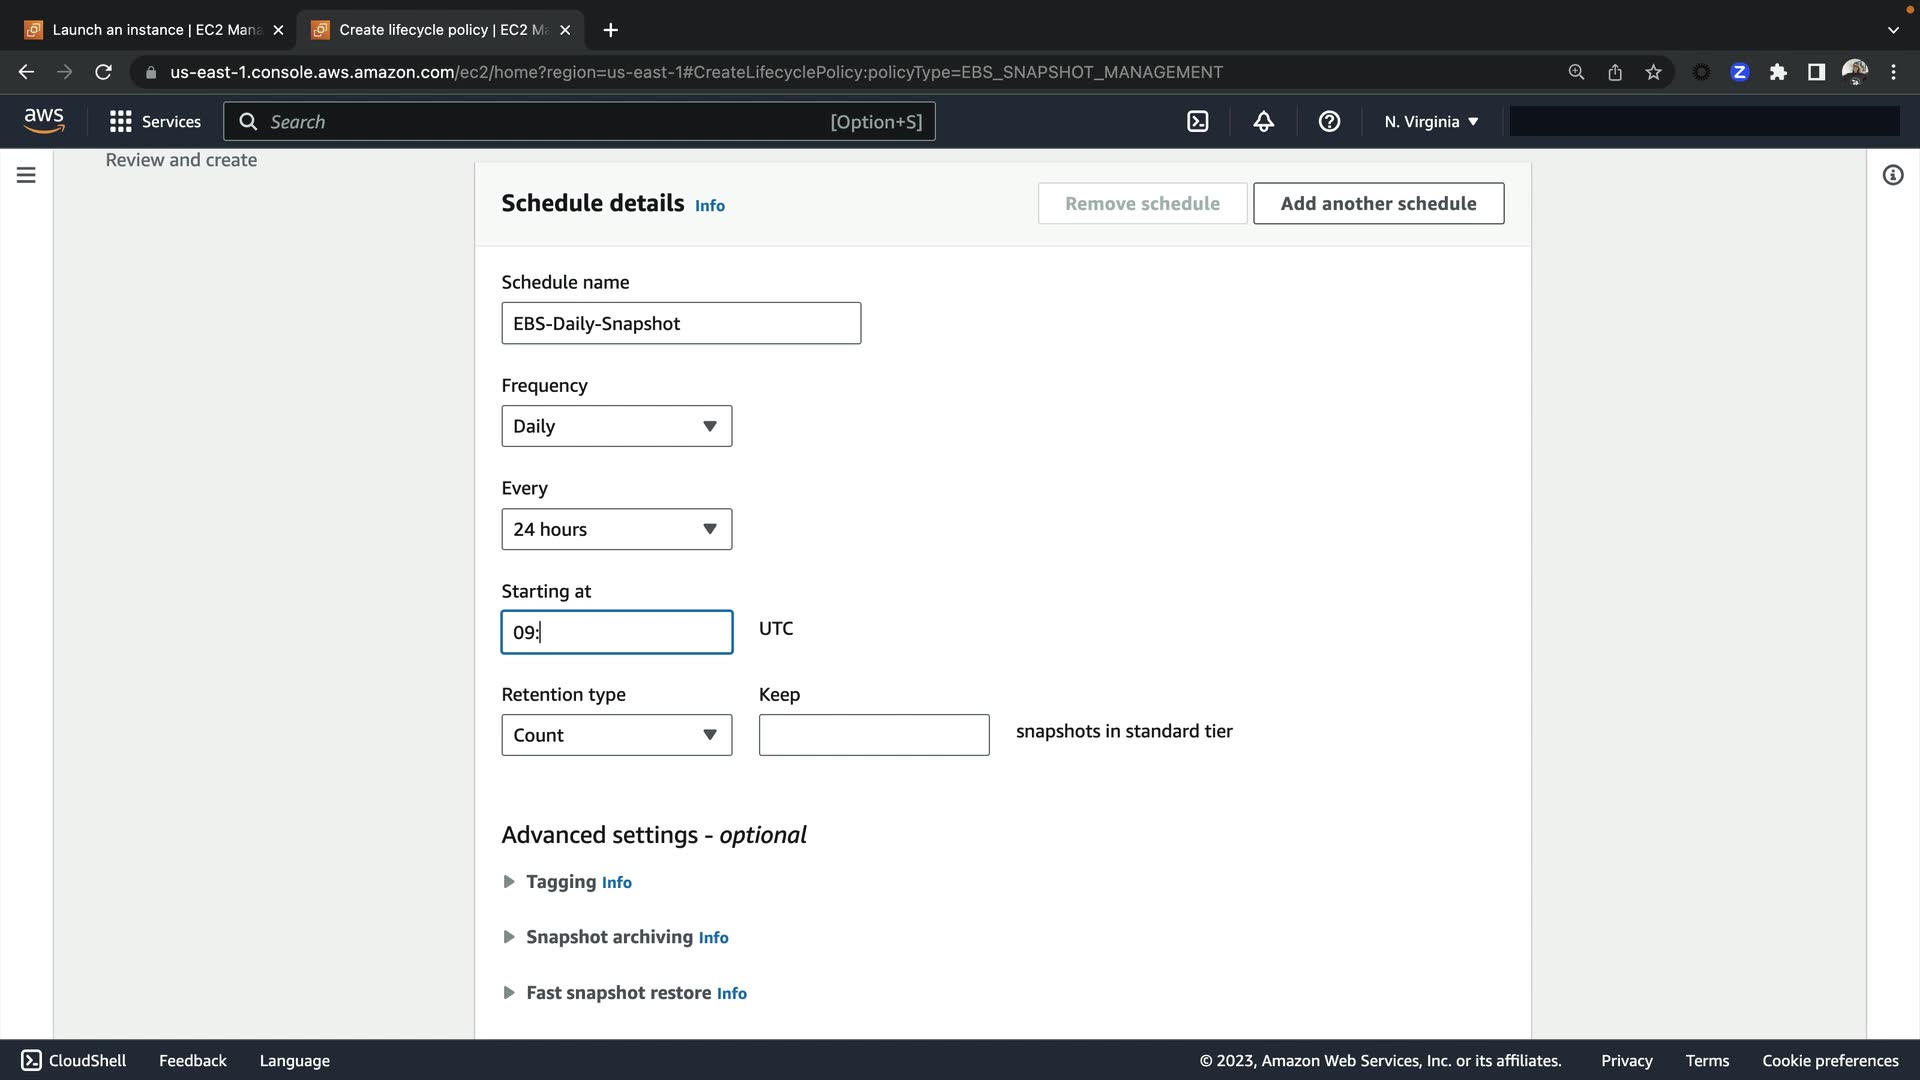 Launch an instance | EC2 Mana
Create lifecycle policy | EC2 Ma
us-east-1.console.aws.amazon.com/ec2/home?region=us-east-1#CreateLifecyclePolicy:policyType=EBS_SNAPSHOT_MANAGEMENT
Z
aws
Services
Search
[Option+S]
N. Virginia
Review and create
Schedule details Info
Remove schedule
Add another schedule
Schedule name
EBS-Daily-Snapshot
Frequency
Daily
Every
24 hours
Starting at
09:
UTC
Retention type
Keep
Count
snapshots in standard tier
Advanced settings - optional
Tagging Info
Snapshot archiving Info
Fast snapshot restore Info
CloudShell
Feedback
Language
© 2023, Amazon Web Services, Inc. or its affiliates.
Privacy
Terms
Cookie preferences